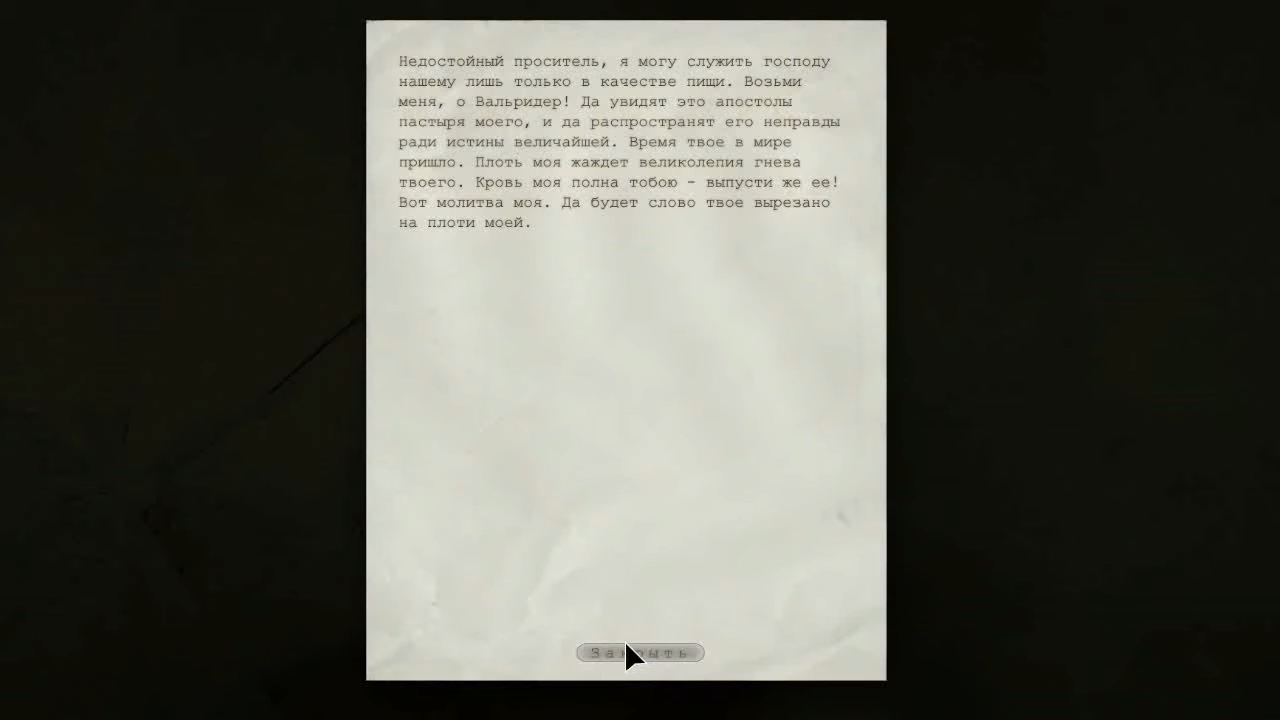 Недостойный проситель, я могу служить господу
нашему лишь только в качестве пищи. Возьми
меня, о Вальридер! Да увидят это апостолы
пастыря моего, и да распространят его неправды
ради истины величайшей. Время твое в мире
пришло. Плоть моя жаждет великолепия гнева
твоего. Кровь моя полна тобою - выпусти же ее!
Вот молитва моя. Да будет слово твое вырезано
на плоти моей.
Закрыть